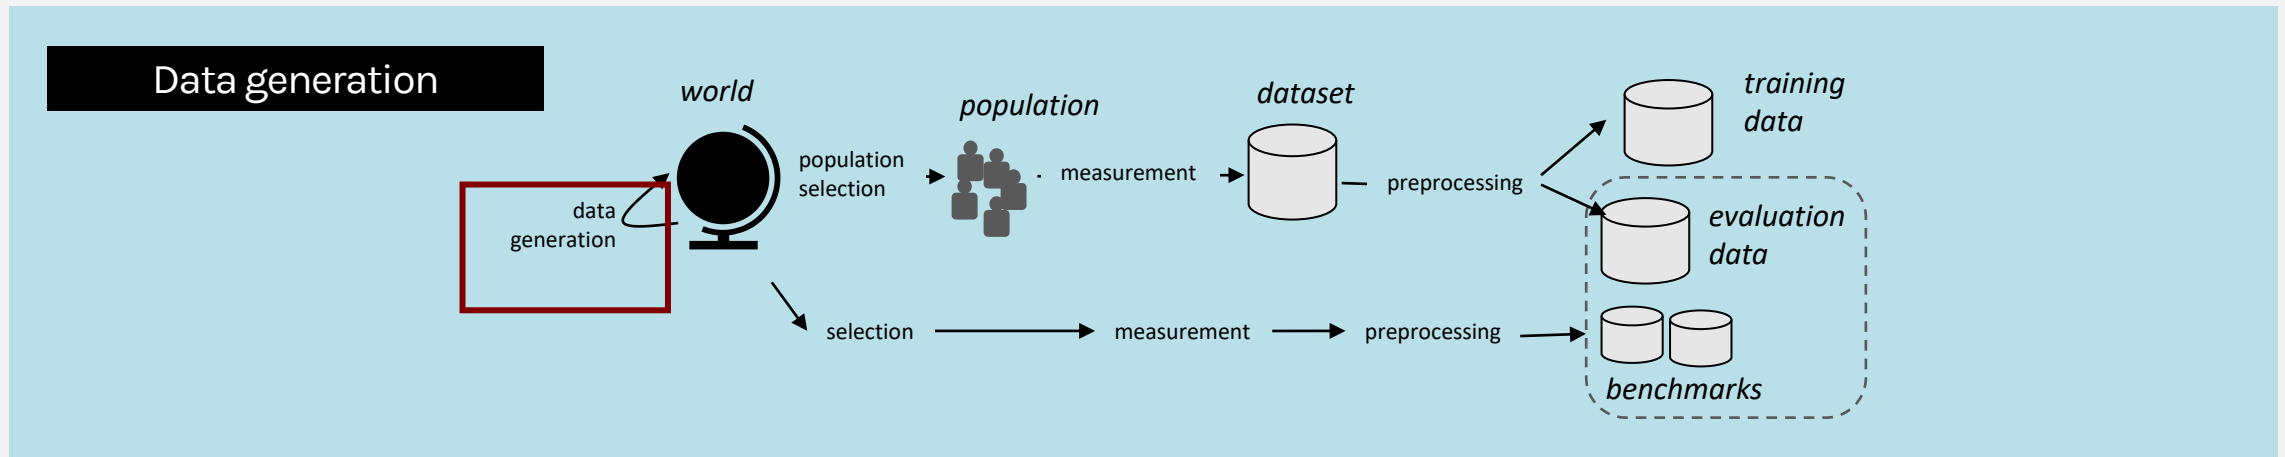 Data generation
world
population
dataset
training
data
population
selection
measurement
preprocessing
data
generation
evaluation
data
selection
measurement
preprocessing
benchmarks